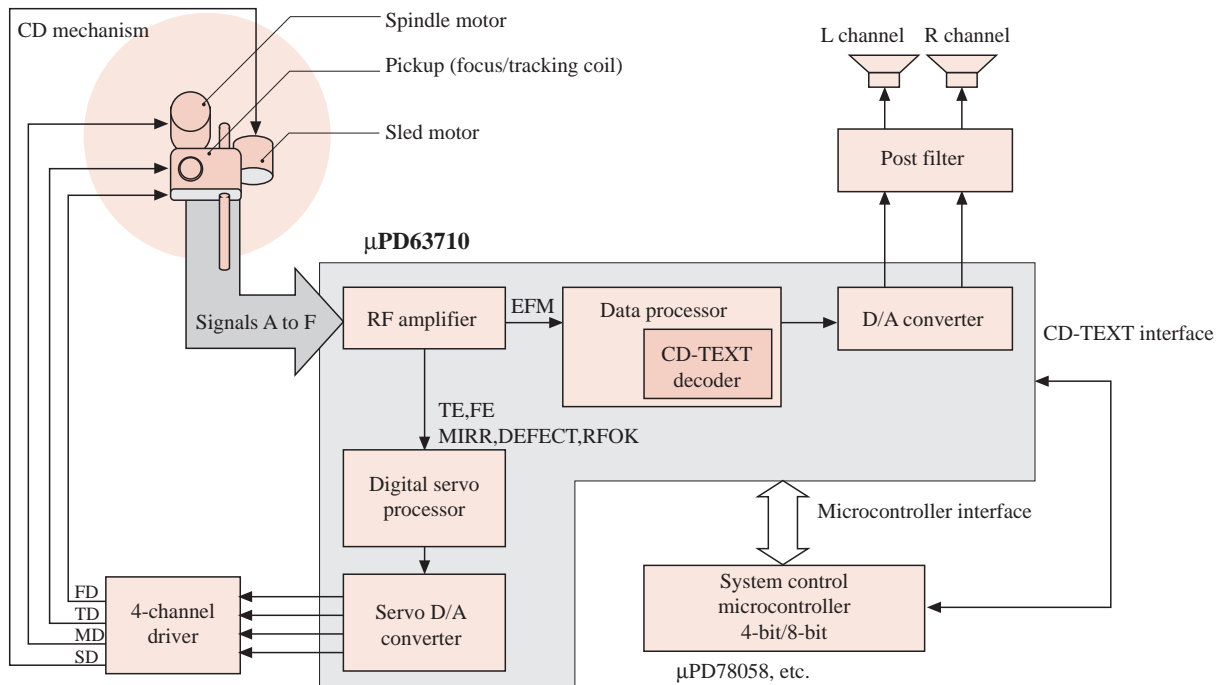 CD mechanism
Spindle motor
Pickup (focus/tracking coil)
Sled motor
L channel
R channel
Post filter
μPD63710
Signals A to F
RF amplifier
EFM
Data processor
CD-TEXT
decoder
D/A converter
CD-TEXT interface
TE,FE
MIRR,DEFECT,RFOK
Digital servo
processor
Microcontroller interface
Servo D/A
converter
4-channel
driver
FD
TD
MD
SD
System control
microcontroller
4-bit/8-bit
μPD78058, etc.